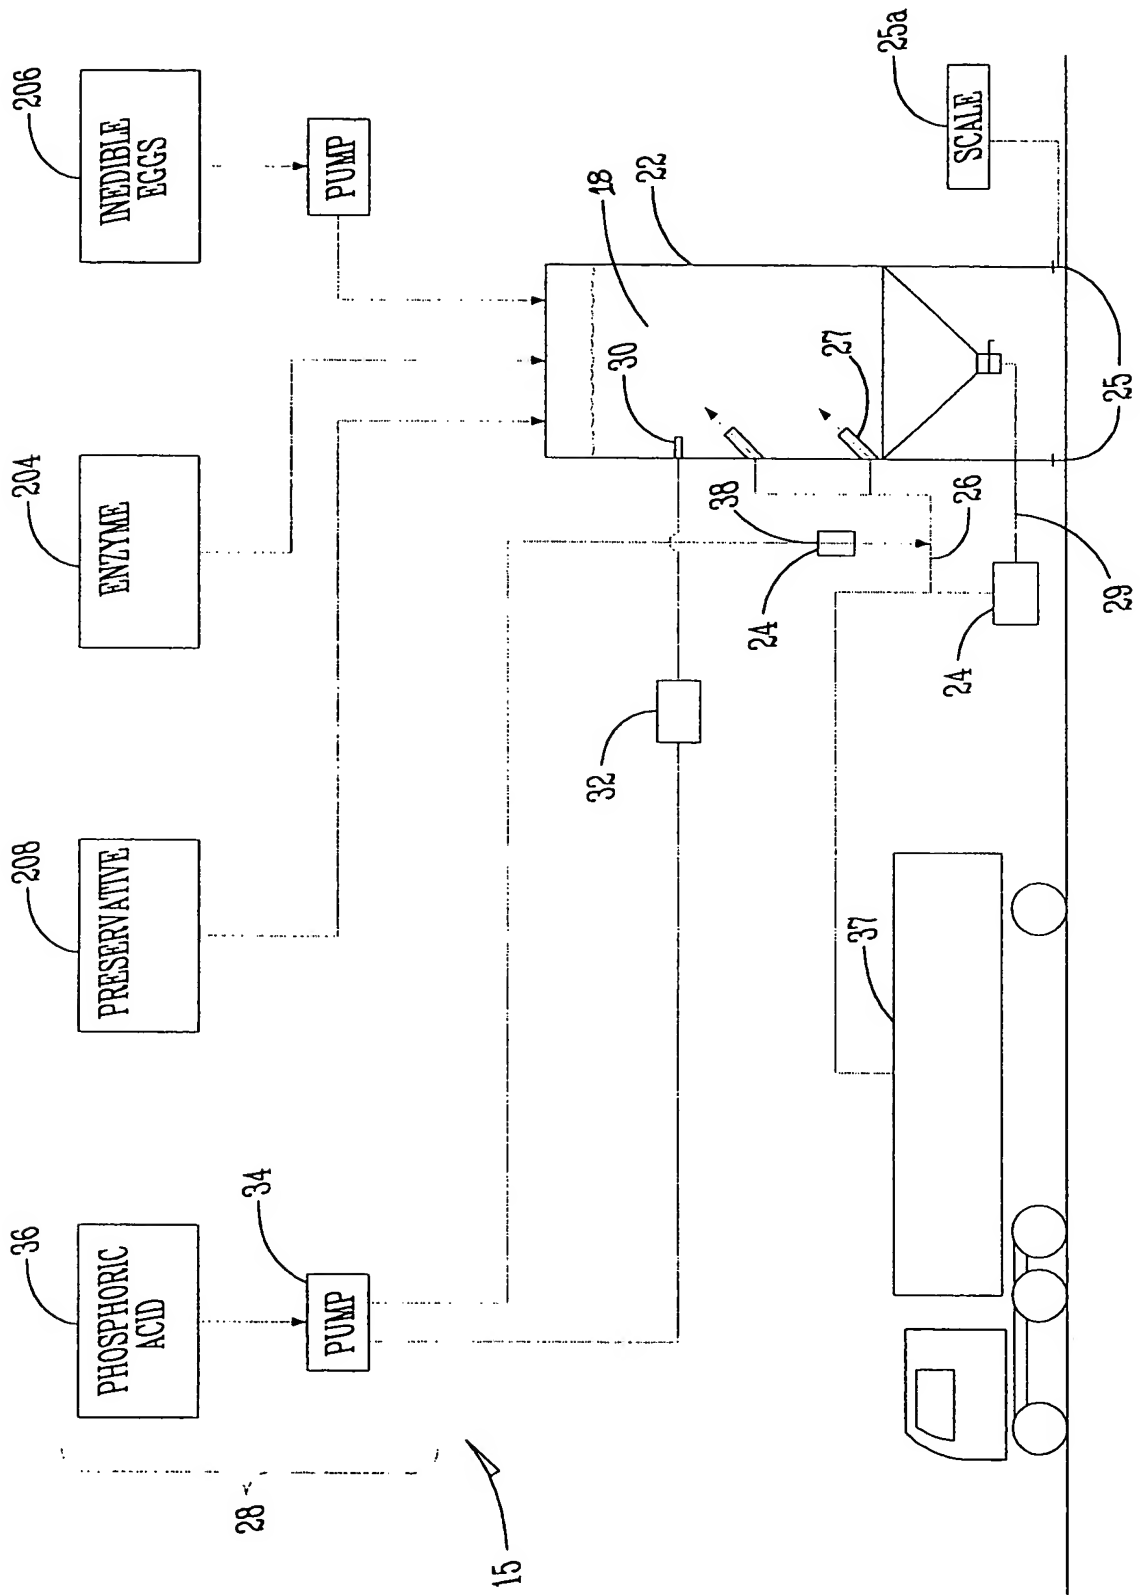 36
208
204
206
PHOSPHORIC
ACID
PRESERVATIVE
ENZYME
INEDIBLE
EGGS
28
34
PUMP
PUMP
15
18
22
30
32
38
27
24
26
37
24
29
25
25a
SCALE